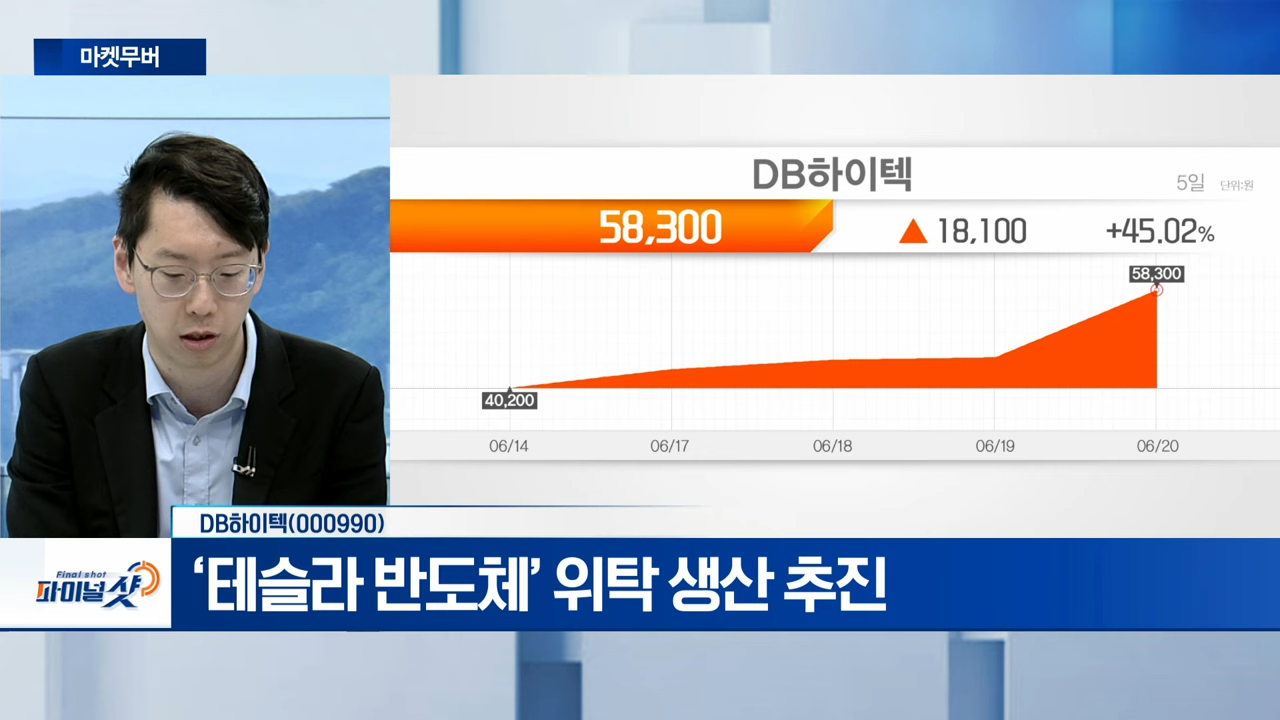 마켓무버
DB하이텍
5일 단위:원
58,300 ▲ 18,100 +45.02%
58,300
40,200
06/14 06/17 06/18 06/19 06/20
DB하이텍(000990)
Final shot
파이널샷
‘테슬라 반도체’ 위탁 생산 추진